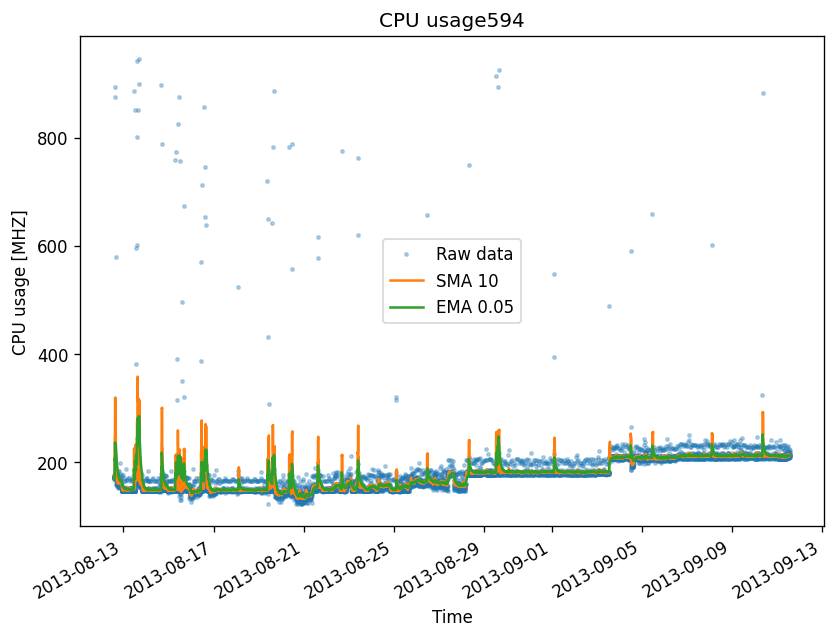 CPU usage594
CPU usage [MHZ]
800
600
400
200
Raw data
SMA 10
EMA 0.05
2013-08-13
2013-08-17
2013-08-21
2013-08-25
2013-08-29
2013-09-01
2013-09-05
2013-09-09
2013-09-13
Time